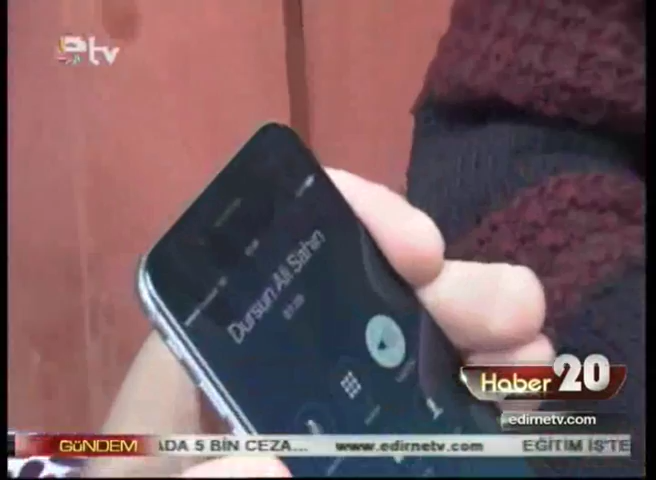 etv
Dursun Ali Şahin
Haber 20
edirnetv.com
GÜNDEM
ADA 5 BİN CEZA...
www.edirnetv.com
EĞİTİM İŞ'TE